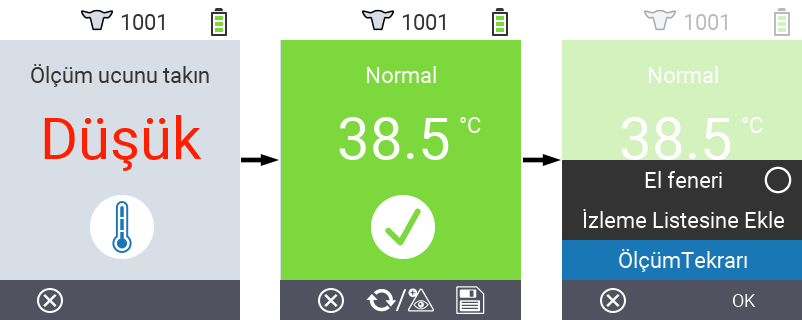 1001
Ölçüm ucunu takın
Düşük
1001
Normal
38.5 °C
1001
Normal
38.5 °C
El feneri
İzleme Listesine Ekle
ÖlçümTekrarı
OK